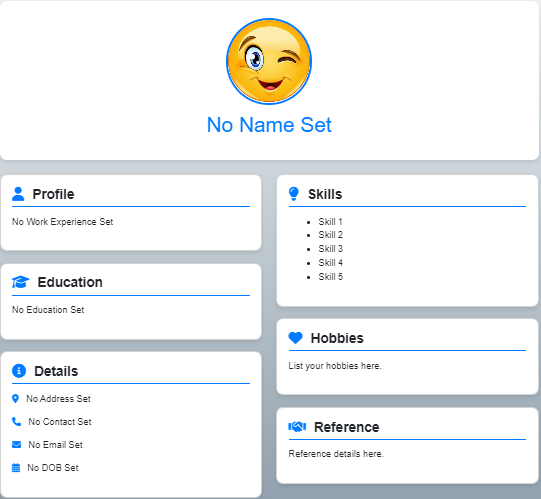 No Name Set
Profile
No Work Experience Set
Education
No Education Set
Details
No Address Set
No Contact Set
No Email Set
No DOB Set
Skills
Skill 1
Skill 2
Skill 3
Skill 4
Skill 5
Hobbies
List your hobbies here.
Reference
Reference details here.